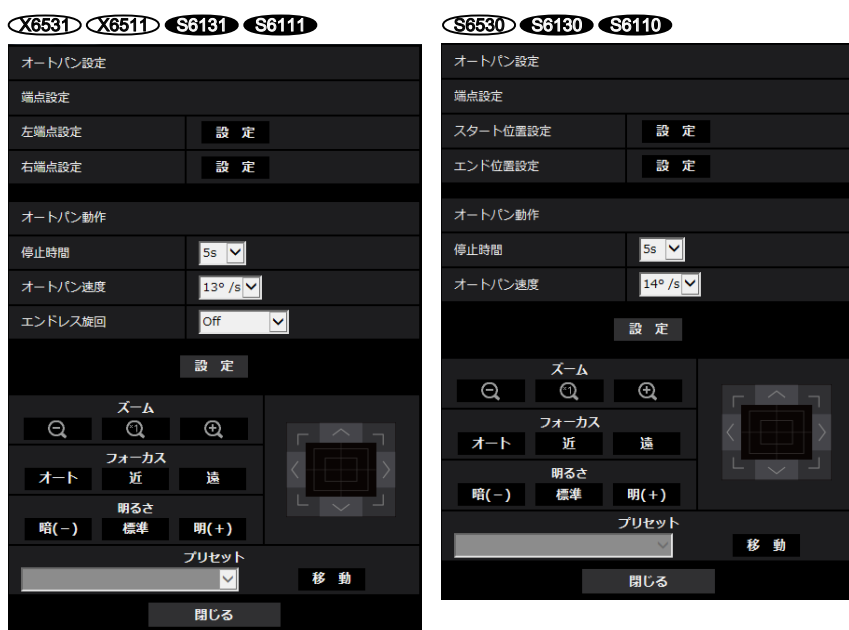 X6531 X6511 S6131 S6111
オートパン設定
端点設定
左端点設定 設 定
右端点設定 設 定
オートパン動作
停止時間 5s
オートパン速度 13° /s
エンドレス旋回 Off
設 定
ズーム
×1
フォーカス
オート 近 遠
明るさ
暗(－) 標準 明(＋)
プリセット
移 動
閉じる
S6530 S6130 S6110
オートパン設定
端点設定
スタート位置設定 設 定
エンド位置設定 設 定
オートパン動作
停止時間 5s
オートパン速度 14° /s
設 定
ズーム
×1
フォーカス
オート 近 遠
明るさ
暗(－) 標準 明(＋)
プリセット
移 動
閉じる